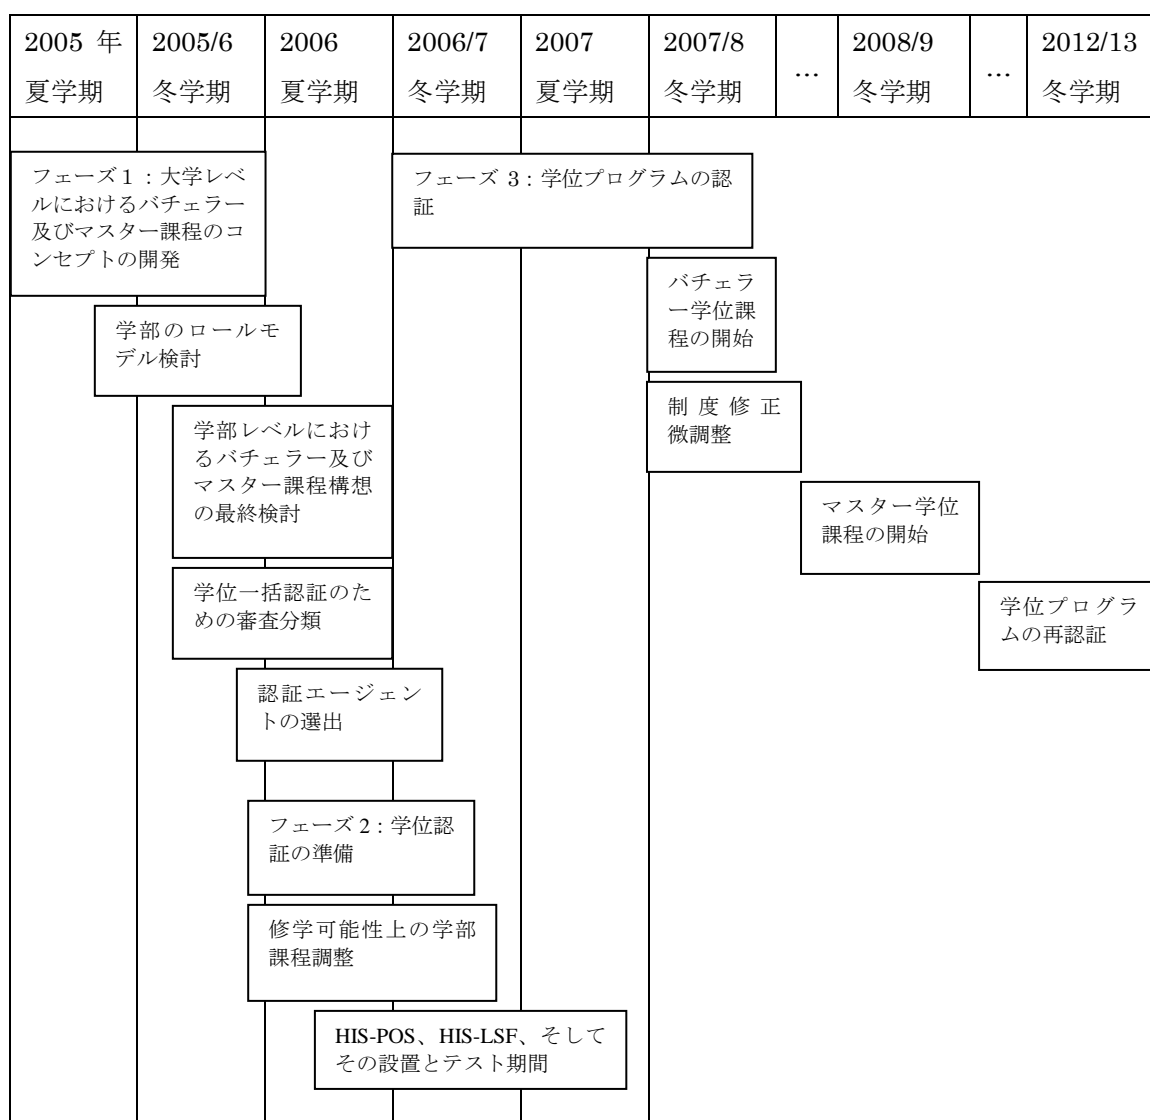 2005 年
夏学期
2005/6
冬学期
2006
夏学期
2006/7
冬学期
2007
夏学期
2007/8
冬学期
…
2008/9
冬学期
…
2012/13
冬学期
フェーズ1：大学レベ
ルにおけるバチェラー
及びマスター課程のコ
ンセプトの開発
フェーズ 3：学位プログラムの認
証
バチェラ
ー学位課
程の開始
学部のロールモ
デル検討
制度修正
微調整
学部レベルにおけ
るバチェラー及び
マスター課程構想
の最終検討
マスター学位
課程の開始
学位一括認証のた
めの審査分類
学位プログラ
ムの再認証
認証エージェン
トの選出
フェーズ2：学位認
証の準備
修学可能性上の学部
課程調整
HIS-POS、HIS-LSF、そして
その設置とテスト期間